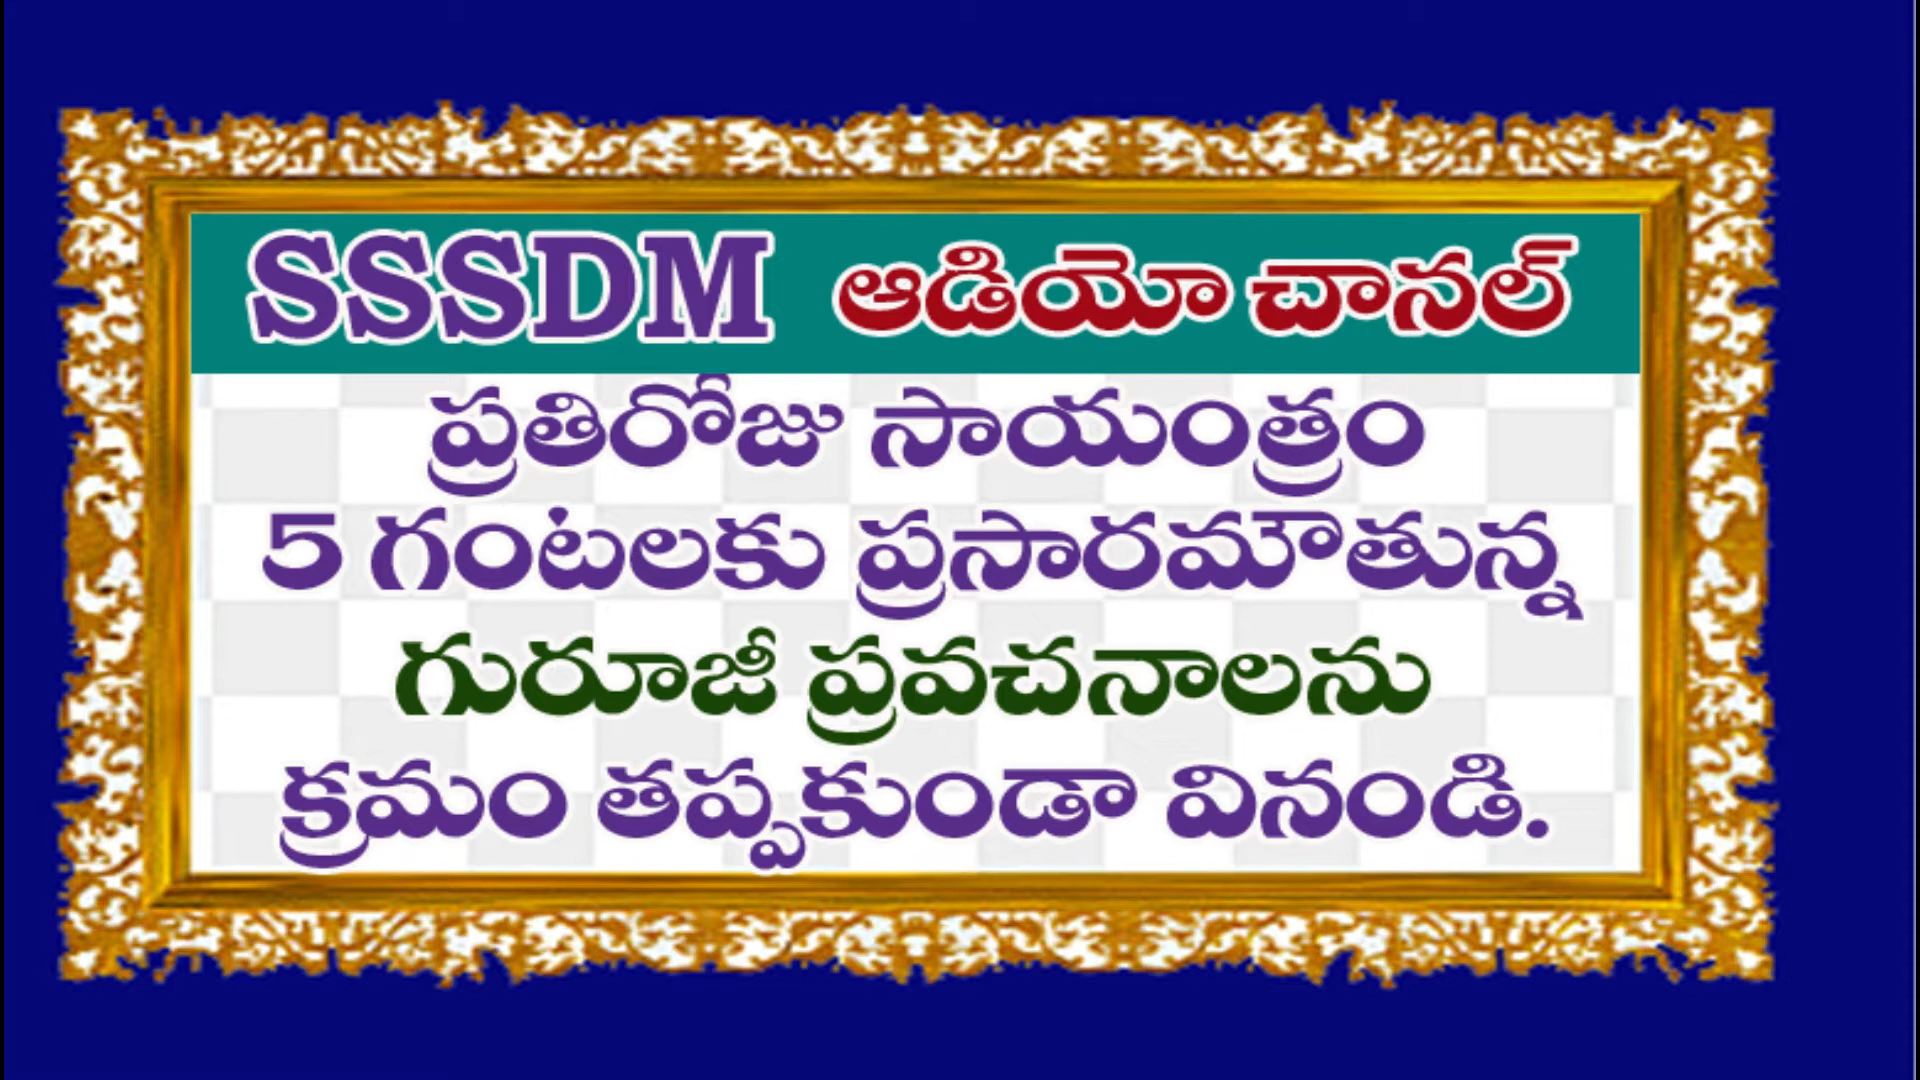 SSSDM ఆడియో చానల్
ప్రతిరోజు సాయంత్రం
5 గంటలకు ప్రసారమౌతున్న
గురూజీ ప్రవచనాలను
క్రమం తప్పకుండా వినండి.